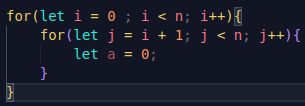 for(let i = 0 ; i < n; i++){
    for(let j = i + 1; j < n; j++){
        let a = 0;
    }
}